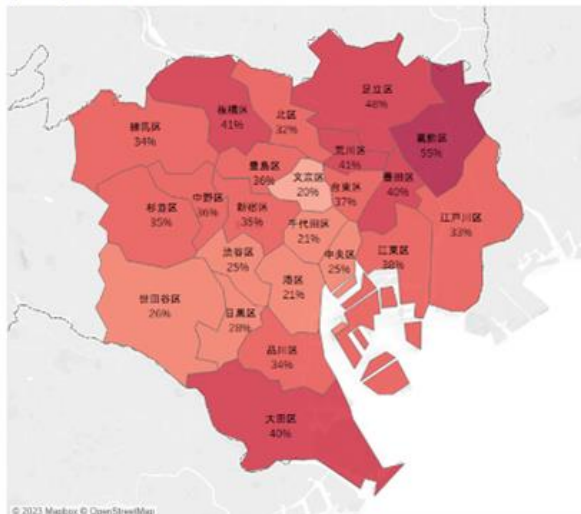 足立区
48%
板橋区
41%
北区
32%
葛飾区
55%
練馬区
34%
荒川区
41%
豊島区
36%
文京区
20%
墨田区
40%
台東区
37%
中野区
36%
杉並区
35%
新宿区
35%
江戸川区
33%
千代田区
21%
渋谷区
25%
中央区
25%
江東区
38%
港区
21%
世田谷区
26%
目黒区
28%
品川区
34%
大田区
40%
© 2023 Mapbox © OpenStreetMap